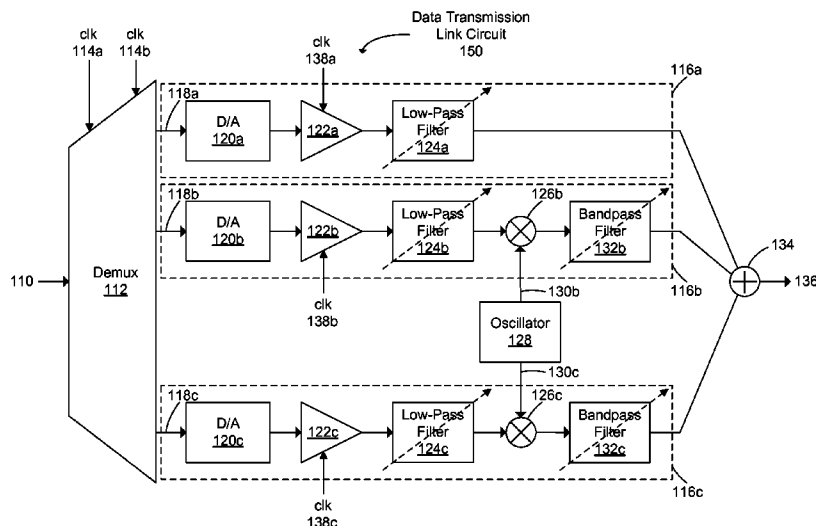 Data Transmission
Link Circuit
150
clk
114a
clk
114b
clk
138a
116a
118a
D/A
120a
122a
Low-Pass
Filter
124a
118b
D/A
120b
122b
Low-Pass
Filter
124b
126b
Bandpass
Filter
132b
134
110
Demux
112
136
clk
138b
130b
116b
Oscillator
128
130c
118c
D/A
120c
122c
Low-Pass
Filter
124c
126c
Bandpass
Filter
132c
clk
138c
116c